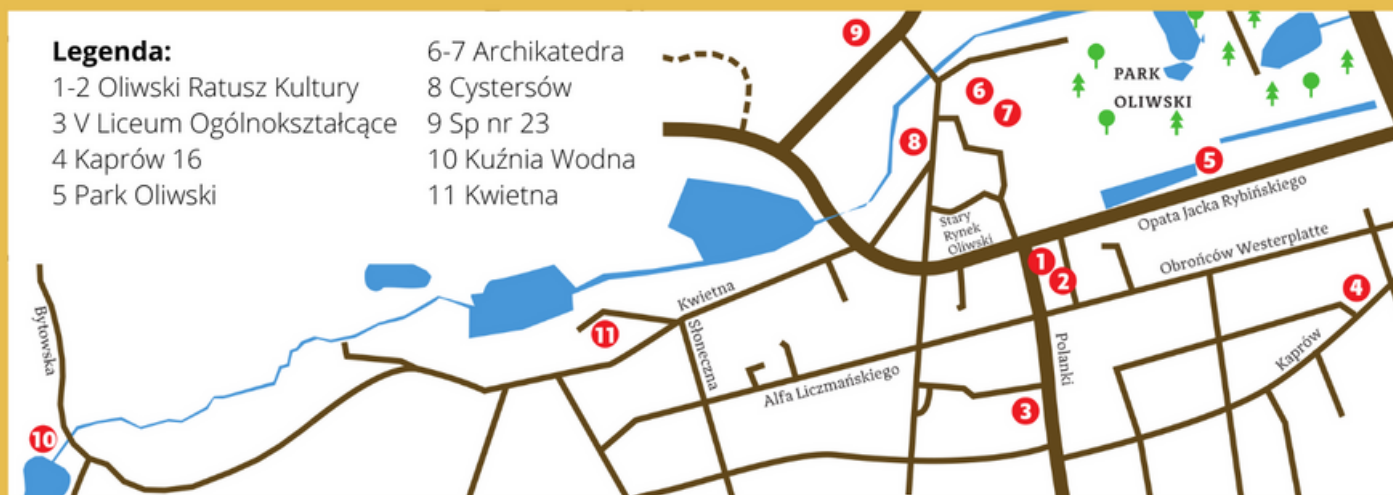 Legenda:
1-2 Oliwski Ratusz Kultury
3 V Liceum Ogólnokształcące
4 Kaprów 16
5 Park Oliwski
6-7 Archikatedra
8 Cystersów
9 Sp nr 23
10 Kuźnia Wodna
11 Kwietna
9
6
7
8
PARK
OLIWSKI
5
Opata Jacka Rybińskiego
Stary
Rynek
Oliwski
1
2
Obrońców Westerplatte
4
Kaprów
Kwietna
Słoneczna
11
Alfa Liczmańskiego
Polanki
3
Bytowska
10